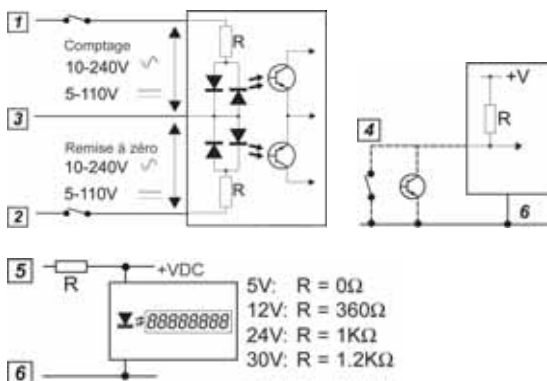 1
Comptage
10-240V
5-110V
R
3
Remise à zéro
10-240V
5-110V
R
2
+V
R
4
6
5
R
+VDC
88888888
6
5V: R = 0Ω
12V: R = 360Ω
24V: R = 1KΩ
30V: R = 1.2KΩ